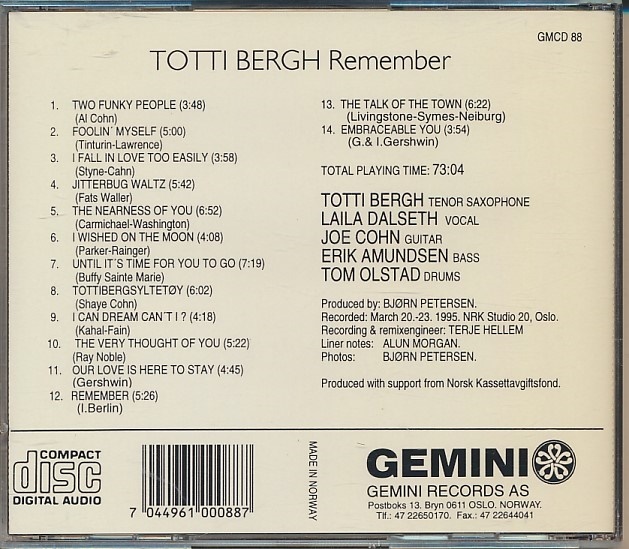 GMCD 88
TOTTI BERGH Remember
1. TWO FUNKY PEOPLE (3:48)
(Al Cohn)
2. FOOLIN´ MYSELF (5:00)
(Tinturin-Lawrence)
3. I FALL IN LOVE TOO EASILY (3:58)
(Styne-Cahn)
4. JITTERBUG WALTZ (5:42)
(Fats Waller)
5. THE NEARNESS OF YOU (6:52)
(Carmichael-Washington)
6. I WISHED ON THE MOON (4:08)
(Parker-Rainger)
7. UNTIL IT´S TIME FOR YOU TO GO (7:19)
(Buffy Sainte Marie)
8. TOTTIBERGSYLTETØY (6:02)
(Shaye Cohn)
9. I CAN DREAM CAN´T I ? (4:18)
(Kahal-Fain)
10. THE VERY THOUGHT OF YOU (5:22)
(Ray Noble)
11. OUR LOVE IS HERE TO STAY (4:45)
(Gershwin)
12. REMEMBER (5:26)
(I.Berlin)
13. THE TALK OF THE TOWN (6:22)
(Livingstone-Symes-Neiburg)
14. EMBRACEABLE YOU (3:54)
(G.& I.Gershwin)
TOTAL PLAYING TIME: 73:04
TOTTI BERGH TENOR SAXOPHONE
LAILA DALSETH VOCAL
JOE COHN GUITAR
ERIK AMUNDSEN BASS
TOM OLSTAD DRUMS
Produced by: BJØRN PETERSEN.
Recorded: March 20.-23. 1995. NRK Studio 20, Oslo.
Recording & remixengineer: TERJE HELLEM
Liner notes: ALUN MORGAN.
Photos: BJØRN PETERSEN.
Produced with support from Norsk Kassettavgiftsfond.
COMPACT
disc
DIGITAL AUDIO
7 044961 000887
MADE IN NORWAY
GEMINI
GEMINI RECORDS AS
Postboks 13. Bryn 0611 OSLO. NORWAY.
Tlf.: 47 22650170. Fax.: 47 22644041